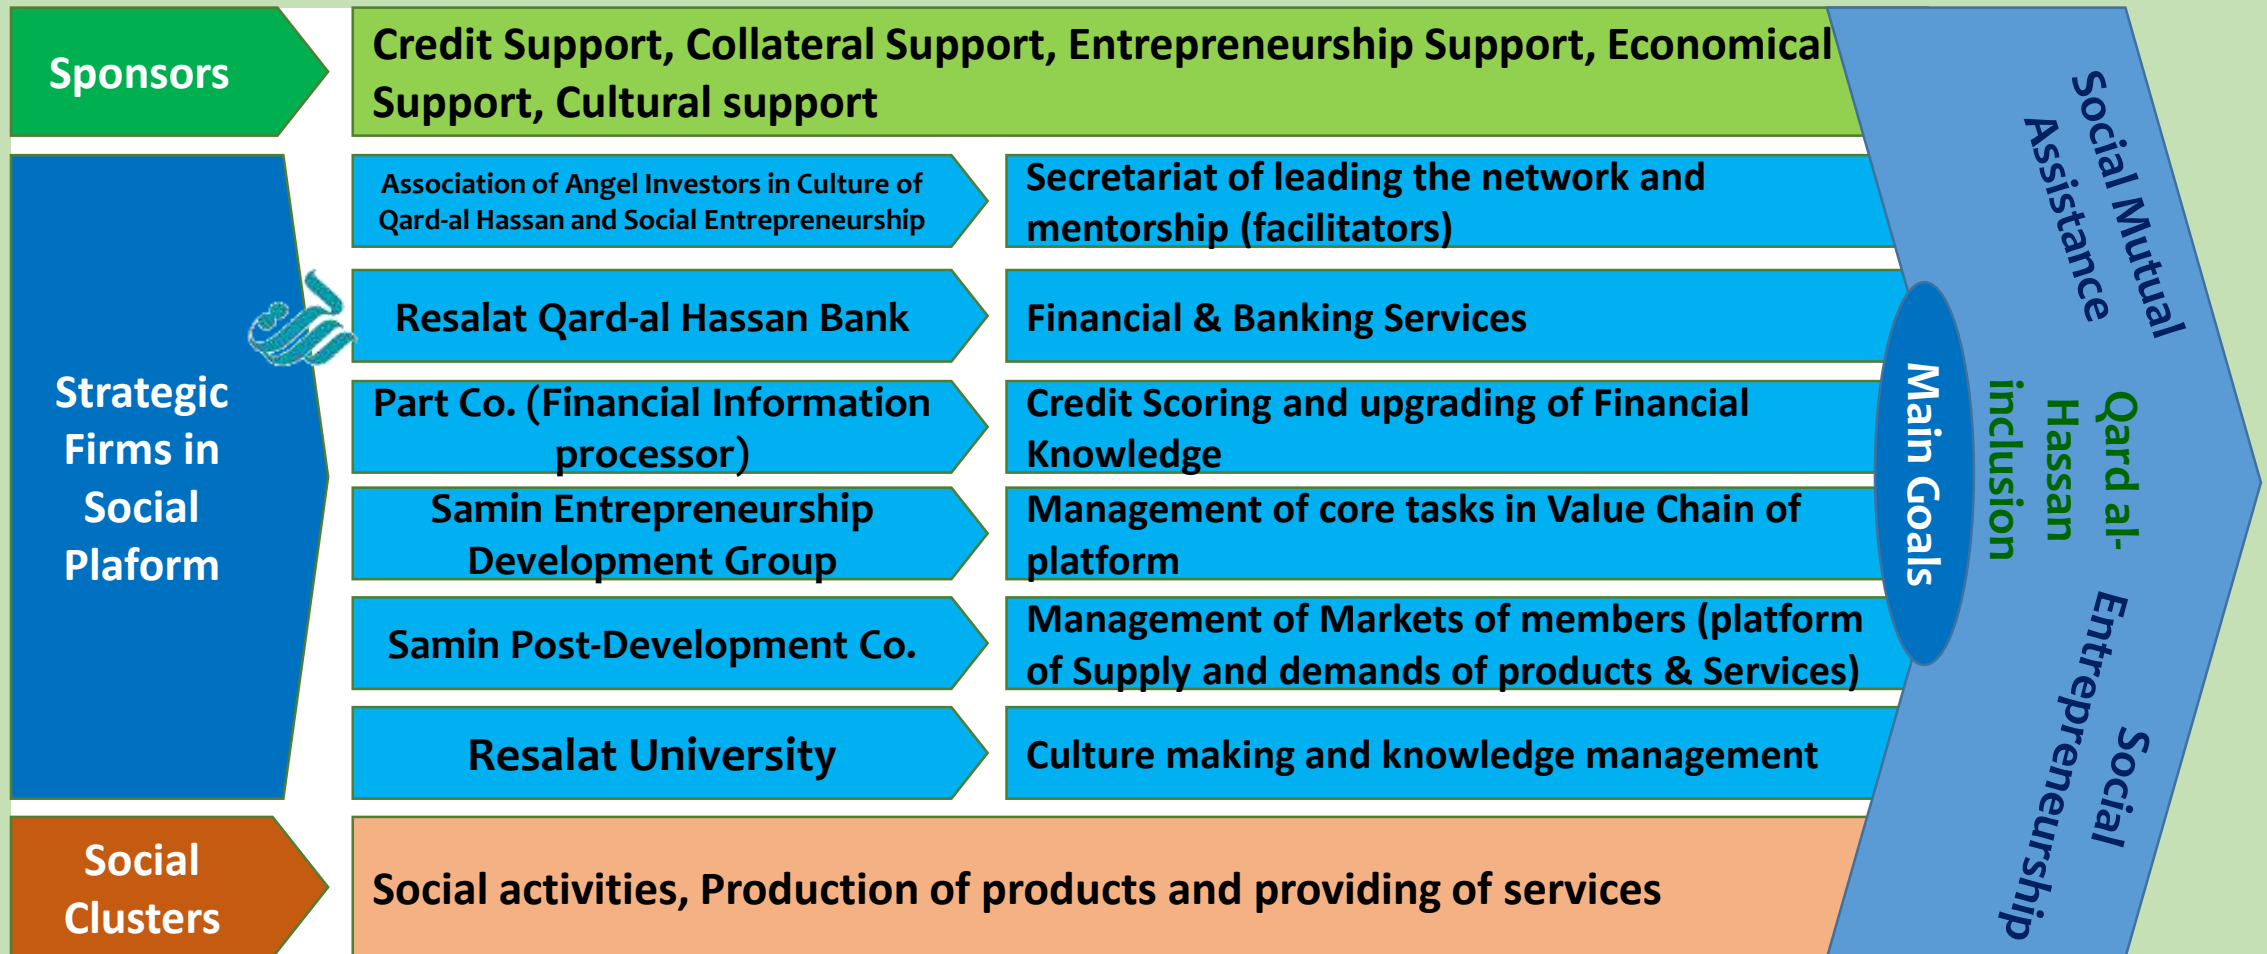 Sponsors
Credit Support, Collateral Support, Entrepreneurship Support, Economical
Support, Cultural support
Strategic
Firms in
Social
Plaform
Association of Angel Investors in Culture of
Qard-al Hassan and Social Entrepreneurship
Secretariat of leading the network and
mentorship (facilitators)
Resalat Qard-al Hassan Bank
Financial & Banking Services
Part Co. (Financial Information
processor)
Credit Scoring and upgrading of Financial
Knowledge
Samin Entrepreneurship
Development Group
Management of core tasks in Value Chain of
platform
Samin Post-Development Co.
Management of Markets of members (platform
of Supply and demands of products & Services)
Resalat University
Culture making and knowledge management
Social
Clusters
Social activities, Production of products and providing of services
Main Goals
Social Mutual
Assistance
Qard al-
Hassan
inclusion
Social
Entrepreneurship